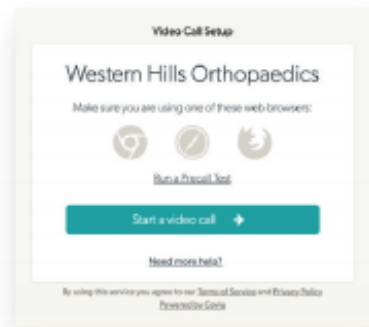 Video Call Setup
Western Hills Orthopaedics
Make sure you are using one of these web browsers:
Run a Precall Test
Start a video call
Need more help?
By using this service you agree to our Terms of Service and Privacy Policy
Powered by Coviu